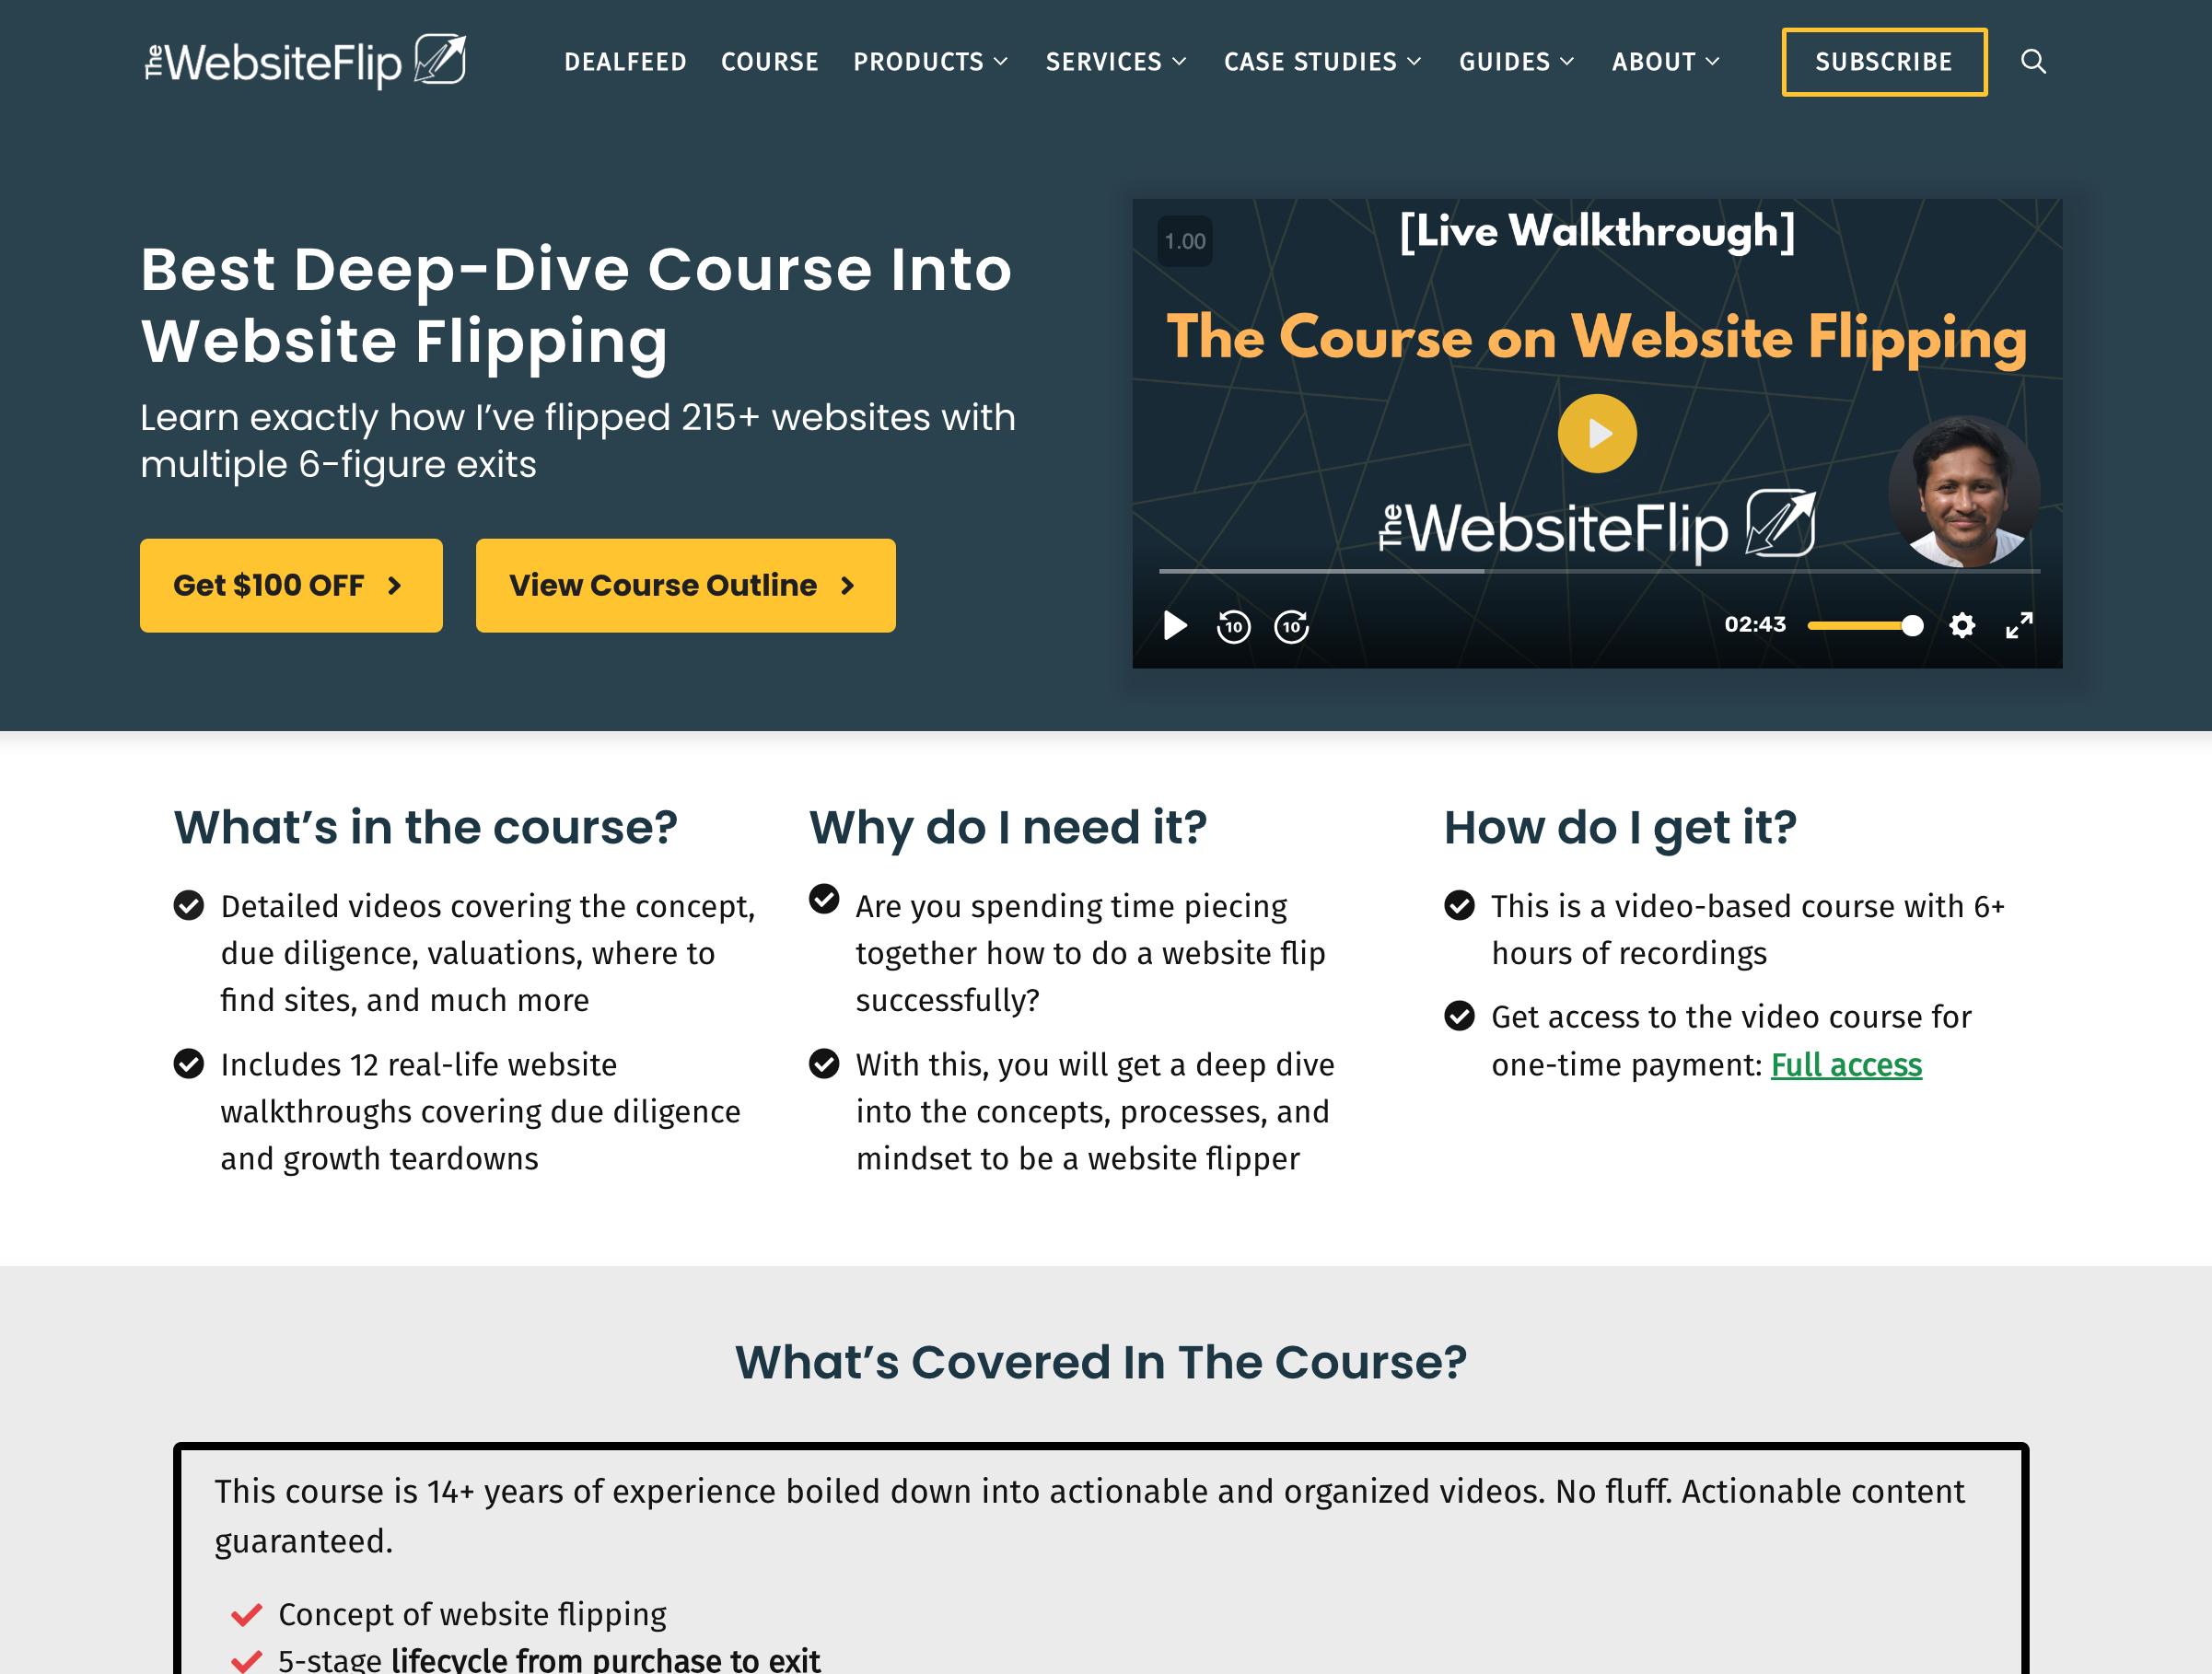 The WebsiteFlip
DEALFEED COURSE PRODUCTS SERVICES CASE STUDIES GUIDES ABOUT SUBSCRIBE
Best Deep-Dive Course Into
Website Flipping
Learn exactly how I’ve flipped 215+ websites with
multiple 6-figure exits
Get $100 OFF
View Course Outline
1.00
[Live Walkthrough]
The Course on Website Flipping
The WebsiteFlip
10 10 02:43
What’s in the course?
Detailed videos covering the concept,
due diligence, valuations, where to
find sites, and much more
Includes 12 real-life website
walkthroughs covering due diligence
and growth teardowns
Why do I need it?
Are you spending time piecing
together how to do a website flip
successfully?
With this, you will get a deep dive
into the concepts, processes, and
mindset to be a website flipper
How do I get it?
This is a video-based course with 6+
hours of recordings
Get access to the video course for
one-time payment: Full access
What’s Covered In The Course?
This course is 14+ years of experience boiled down into actionable and organized videos. No fluff. Actionable content
guaranteed.
Concept of website flipping
5-stage lifecycle from purchase to exit